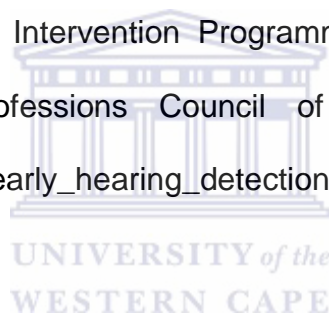 Intervention Programm
ofessions Council of
early_hearing_detection
UNIVERSITY of the
WESTERN CAPE